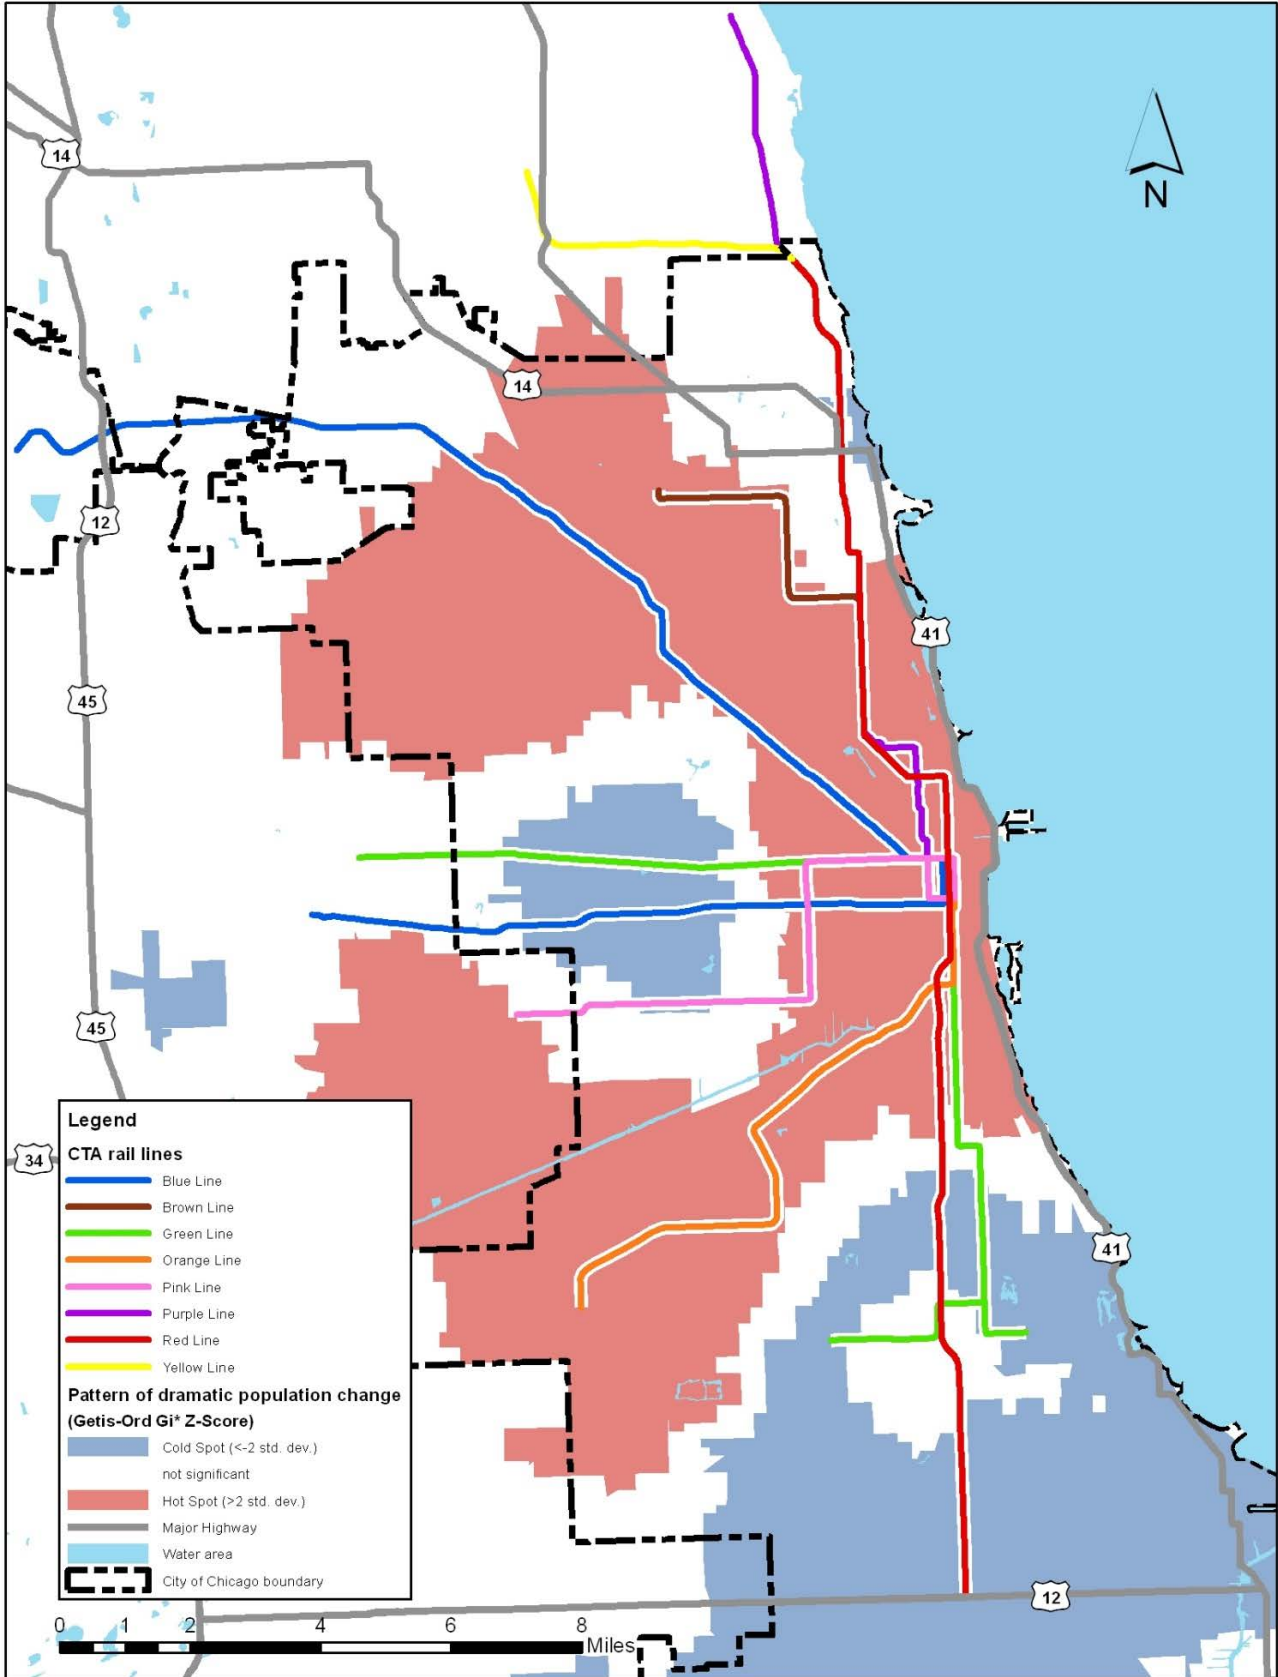 N
14
14
12
41
45
45
34
41
12
Legend
CTA rail lines
Blue Line
Brown Line
Green Line
Orange Line
Pink Line
Purple Line
Red Line
Yellow Line
Pattern of dramatic population change
(Getis-Ord Gi* Z-Score)
Cold Spot (<-2 std. dev.)
not significant
Hot Spot (>2 std. dev.)
Major Highway
Water area
City of Chicago boundary
0 1 2 4 6 8
Miles